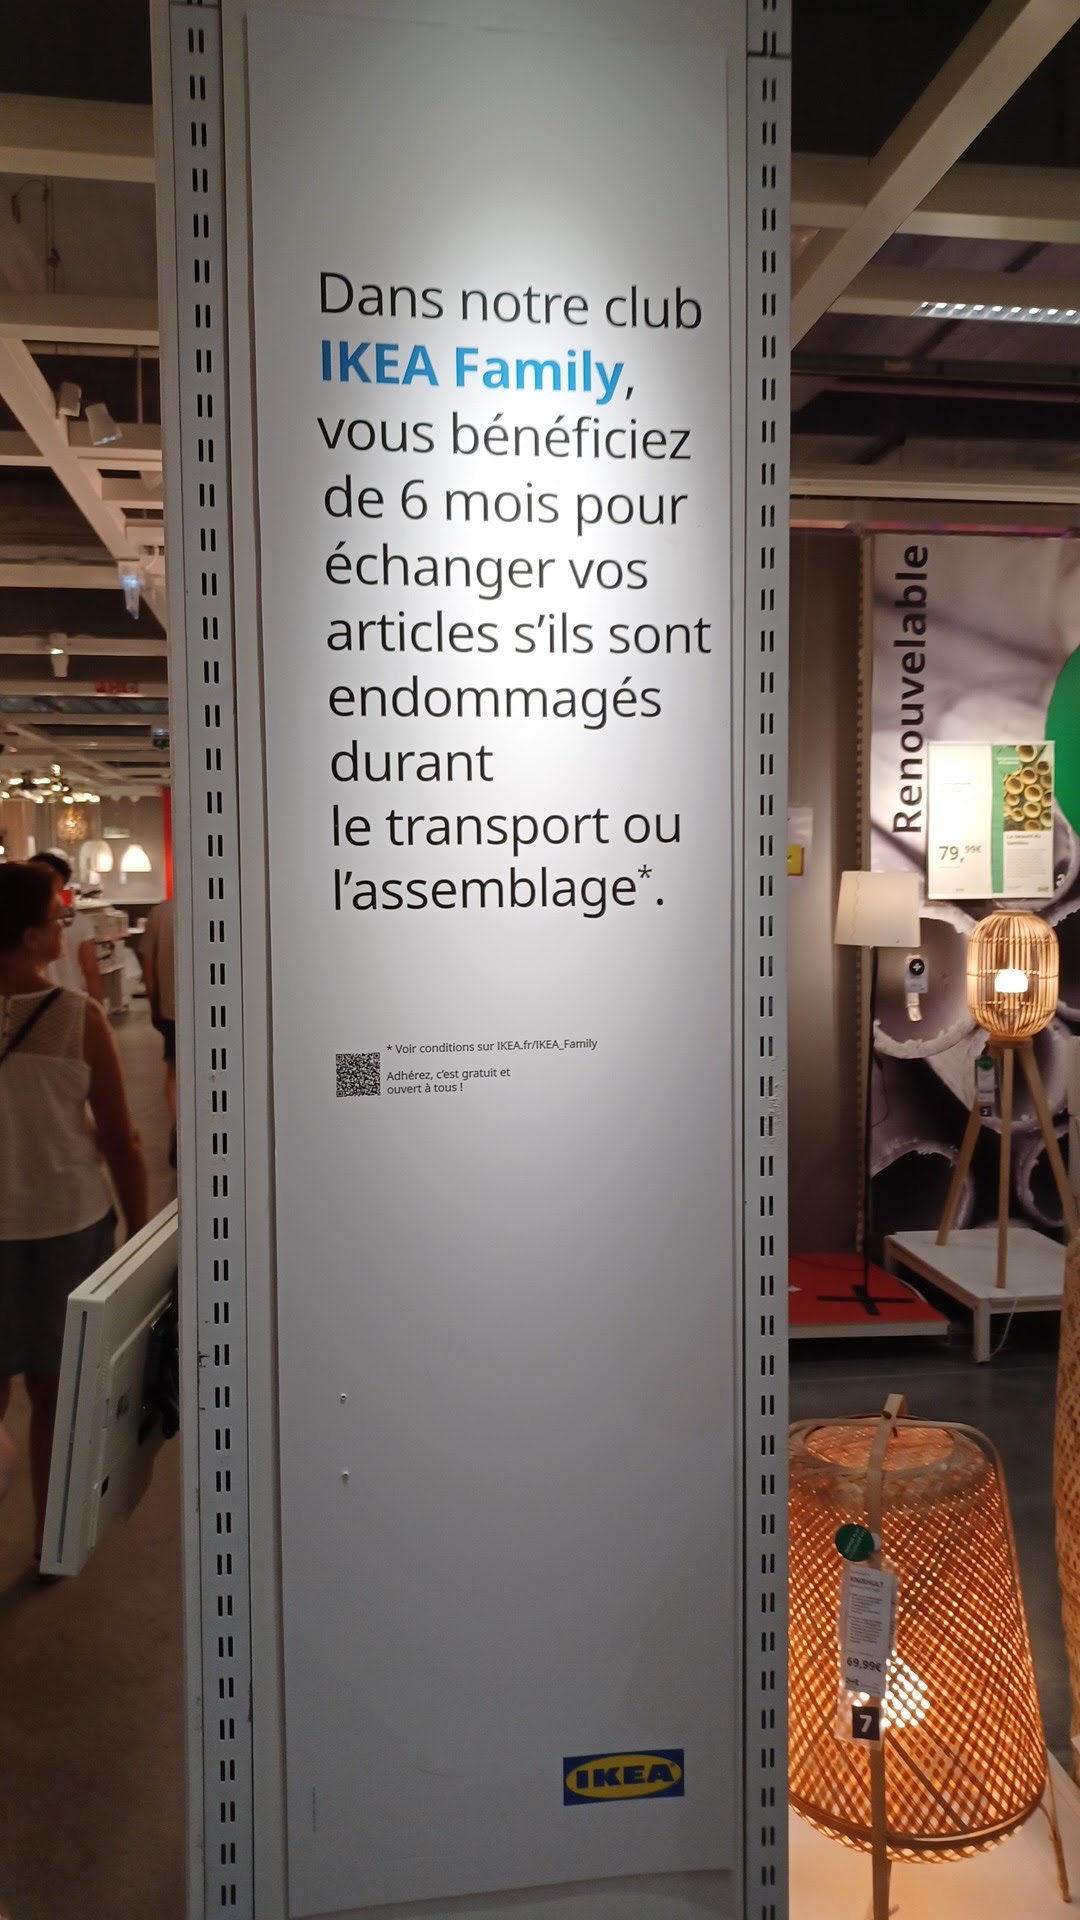 Dans notre club
IKEA Family,
vous bénéficiez
de 6 mois pour
échanger vos
articles s'ils sont
endommagés
durant
le transport ou
l'assemblage*.
* Voir conditions sur IKEA.fr/IKEA_Family
Adhérez, c'est gratuit et
ouvert à tous !
IKEA
Renouvelable
79,99€
KNIXHULT
69,99€
7